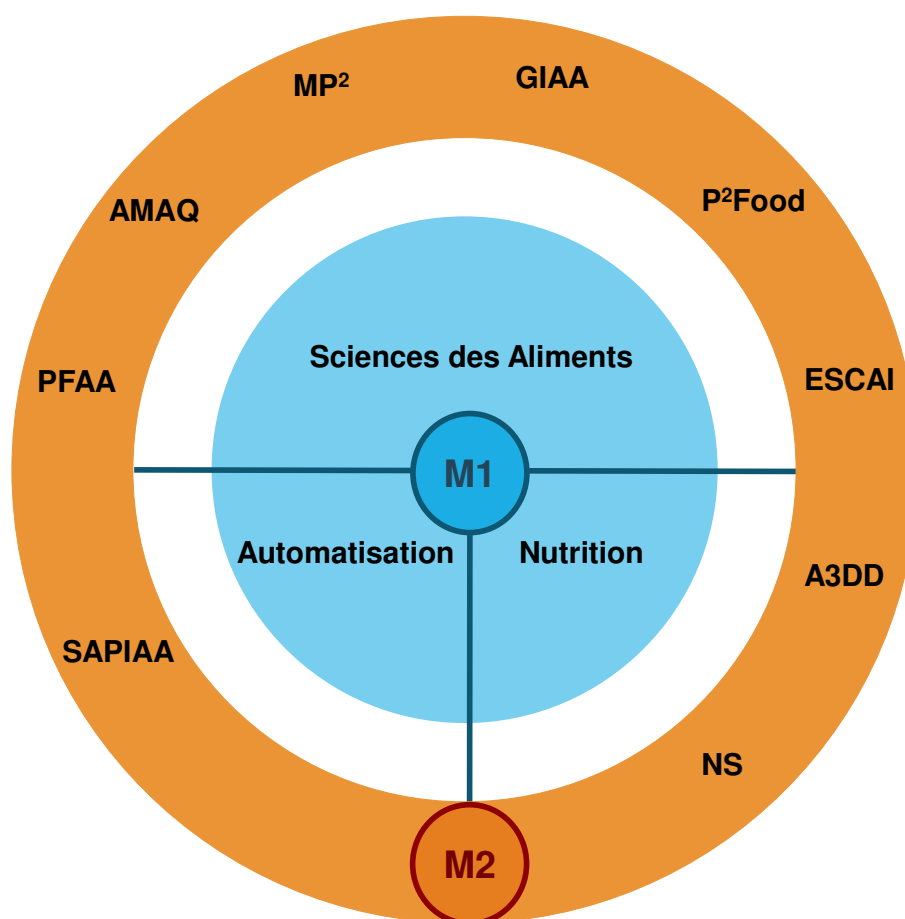 MP² GIAA
AMAQ P²Food
Sciences des Aliments
PFAA ESCAI
M1
Automatisation Nutrition
A3DD
SAPIAA
NS
M2